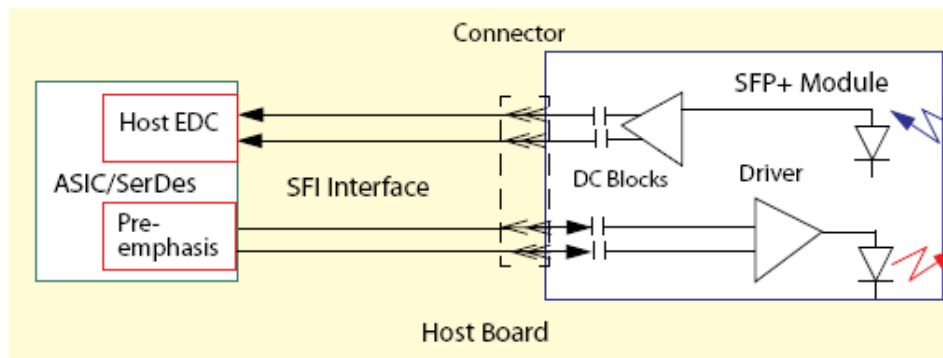 Connector
SFP+ Module
Host EDC
ASIC/SerDes
SFI Interface
DC Blocks
Driver
Pre-
emphasis
Host Board